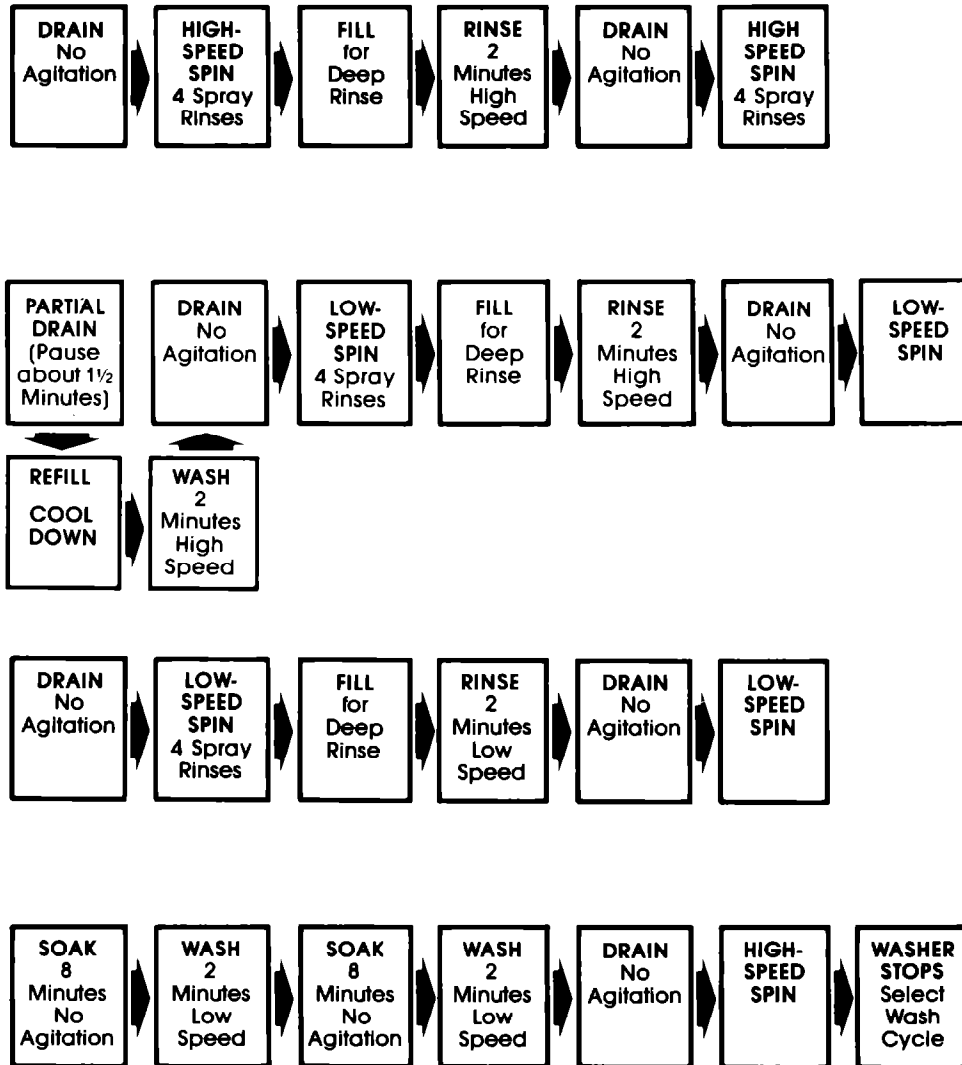 DRAIN
No
Agitation
HIGH-
SPEED
SPIN
4 Spray
Rinses
FILL
for
Deep
Rinse
RINSE
2
Minutes
High
Speed
DRAIN
No
Agitation
HIGH
SPEED
SPIN
4 Spray
Rinses
PARTIAL
DRAIN
(Pause
about 1½
Minutes)
REFILL
COOL
DOWN
WASH
2
Minutes
High
Speed
DRAIN
No
Agitation
LOW-
SPEED
SPIN
4 Spray
Rinses
FILL
for
Deep
Rinse
RINSE
2
Minutes
High
Speed
DRAIN
No
Agitation
LOW-
SPEED
SPIN
DRAIN
No
Agitation
LOW-
SPEED
SPIN
4 Spray
Rinses
FILL
for
Deep
Rinse
RINSE
2
Minutes
Low
Speed
DRAIN
No
Agitation
LOW-
SPEED
SPIN
SOAK
8
Minutes
No
Agitation
WASH
2
Minutes
Low
Speed
SOAK
8
Minutes
No
Agitation
WASH
2
Minutes
Low
Speed
DRAIN
No
Agitation
HIGH-
SPEED
SPIN
WASHER
STOPS
Select
Wash
Cycle